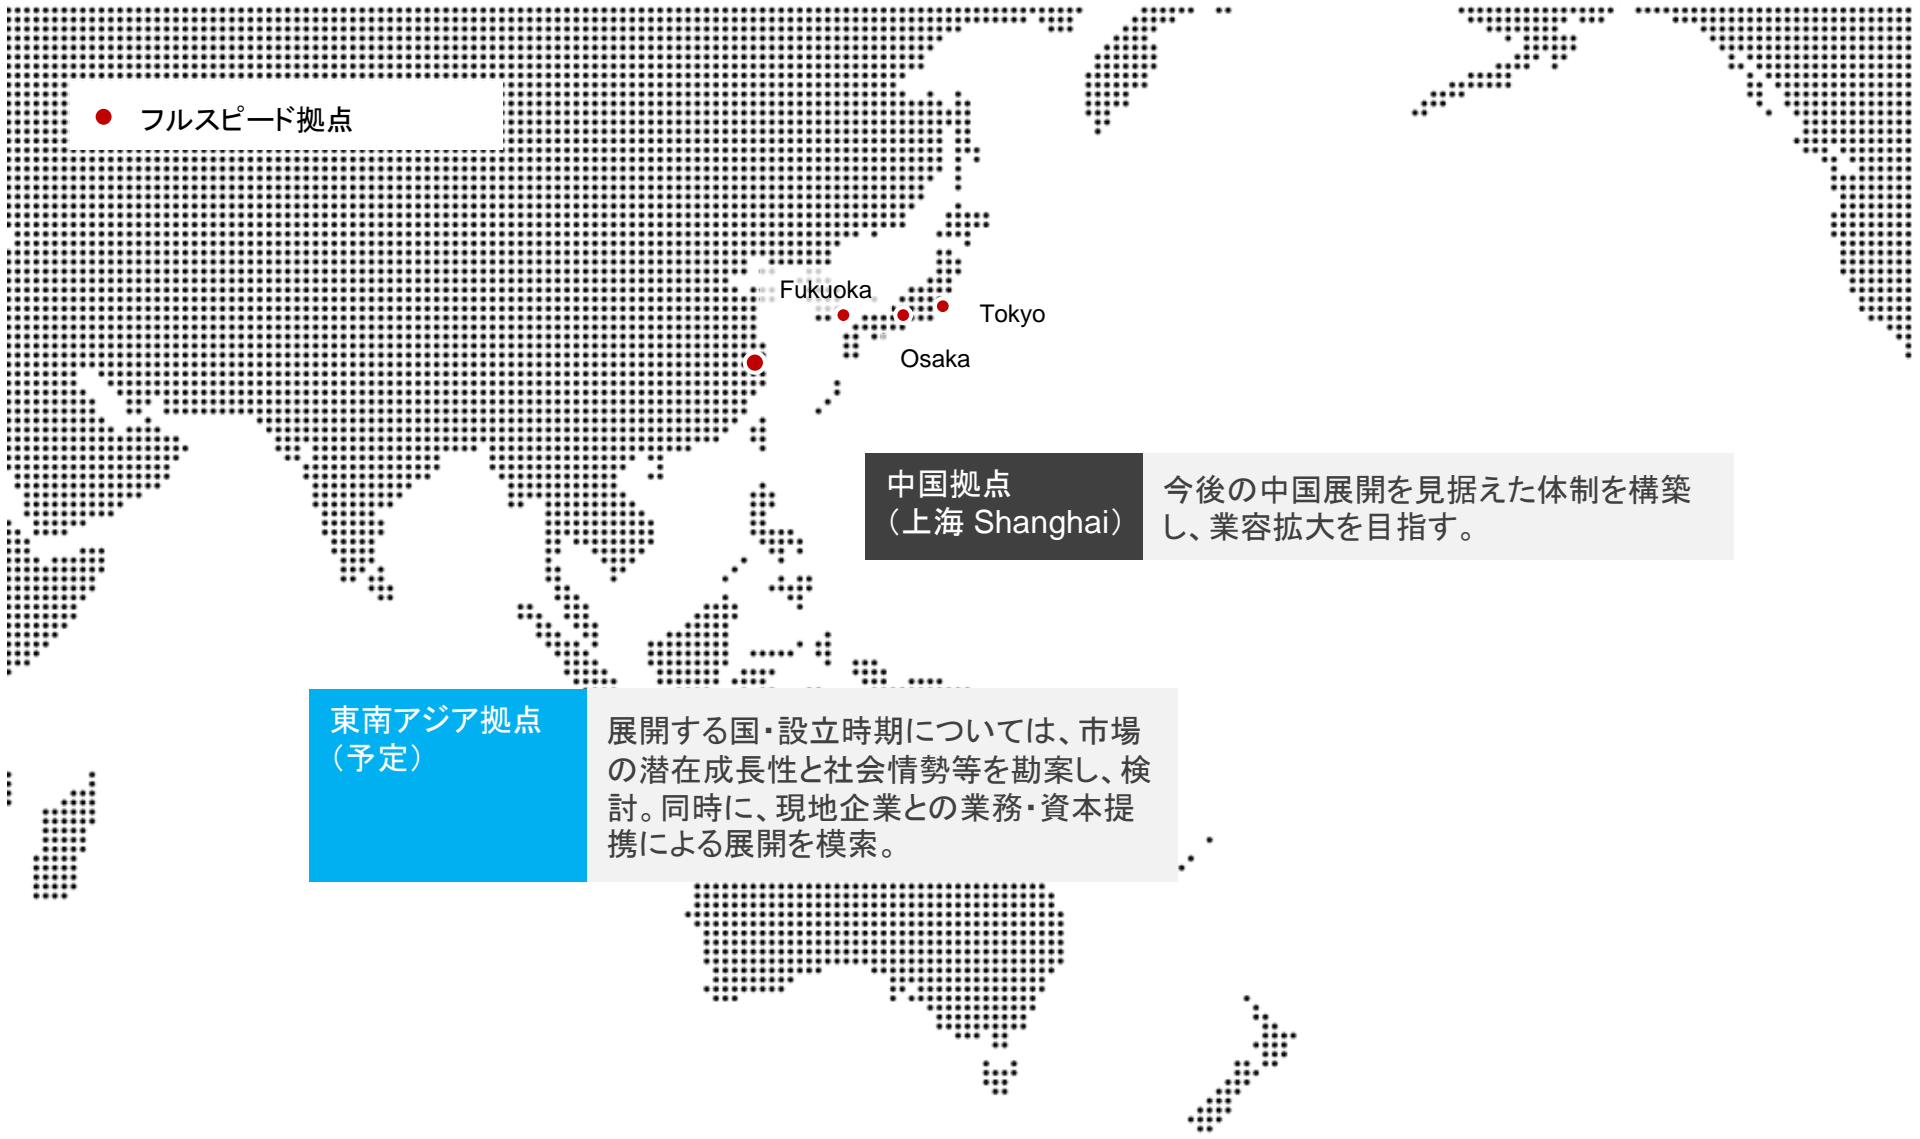 フルスピード拠点
Fukuoka
Tokyo
Osaka
中国拠点
（上海 Shanghai）
今後の中国展開を見据えた体制を構築
し、業容拡大を目指す。
東南アジア拠点
（予定）
展開する国・設立時期については、市場
の潜在成長性と社会情勢等を勘案し、検
討。同時に、現地企業との業務・資本提
携による展開を模索。